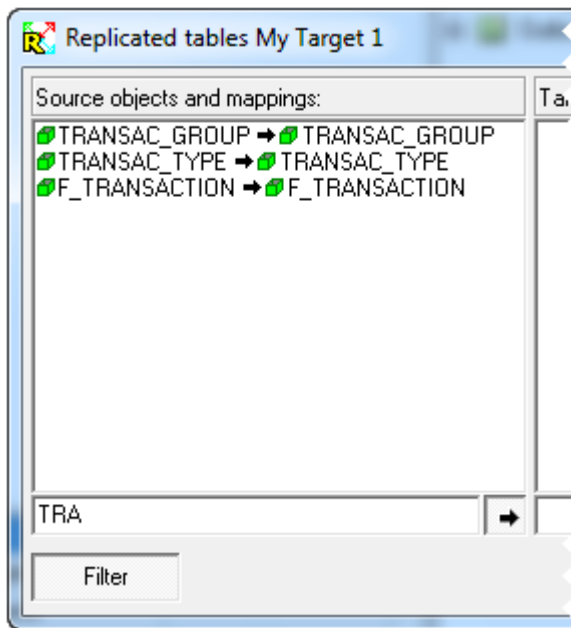 Replicated tables My Target 1
Source objects and mappings:
TRANSAC_GROUP ➔ TRANSAC_GROUP
TRANSAC_TYPE ➔ TRANSAC_TYPE
F_TRANSACTION ➔ F_TRANSACTION
TRA
Filter